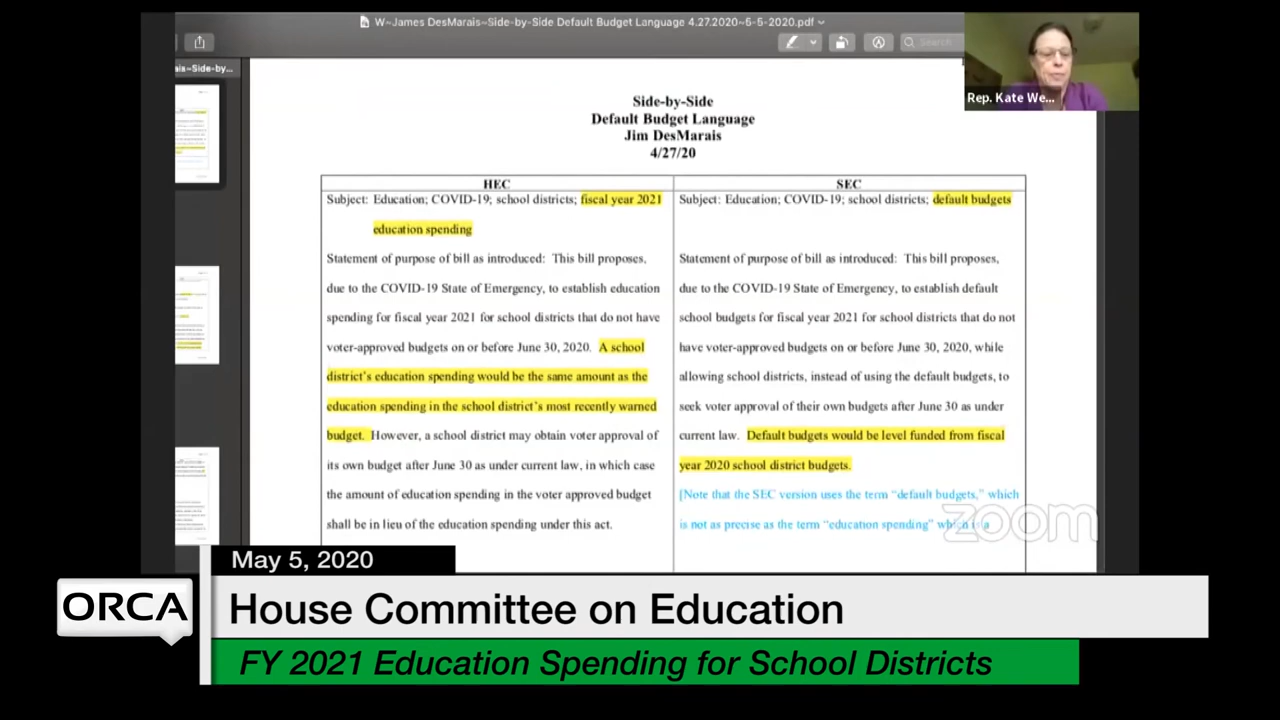 W~James DesMarais~Side-by-Side Default Budget Language 4.27.2020~5-5-2020.pdf
Search
ais~Side-by...
Rep. Kate We...
Side-by-Side
Default Budget Language
Jim DesMarais
4/27/20
HEC
Subject: Education; COVID-19; school districts; fiscal year 2021
education spending
Statement of purpose of bill as introduced: This bill proposes,
due to the COVID-19 State of Emergency, to establish education
spending for fiscal year 2021 for school districts that do not have
voter-approved budgets on or before June 30, 2020. A school
district's education spending would be the same amount as the
education spending in the school district's most recently warned
budget. However, a school district may obtain voter approval of
its own budget after June 30 as under current law, in which case
the amount of education spending in the voter approved budget
shall be in lieu of the education spending under this act.
SEC
Subject: Education; COVID-19; school districts; default budgets
Statement of purpose of bill as introduced: This bill proposes,
due to the COVID-19 State of Emergency, to establish default
school budgets for fiscal year 2021 for school districts that do not
have voter-approved budgets on or before June 30, 2020, while
allowing school districts, instead of using the default budgets, to
seek voter approval of their own budgets after June 30 as under
current law. Default budgets would be level funded from fiscal
year 2020 school district budgets.
[Note that the SEC version uses the term “default budgets,” which
is not as precise as the term “education spending” which is a
zoom
May 5, 2020
ORCA
House Committee on Education
FY 2021 Education Spending for School Districts